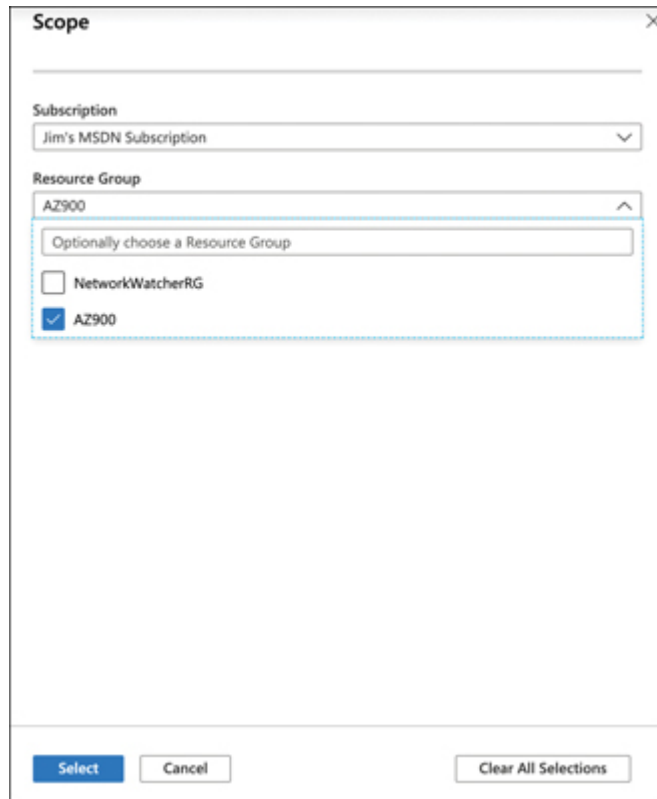 Scope
Subscription
Jim's MSDN Subscription
Resource Group
AZ900
Optionally choose a Resource Group
NetworkWatcherRG
AZ900
Select Cancel Clear All Selections